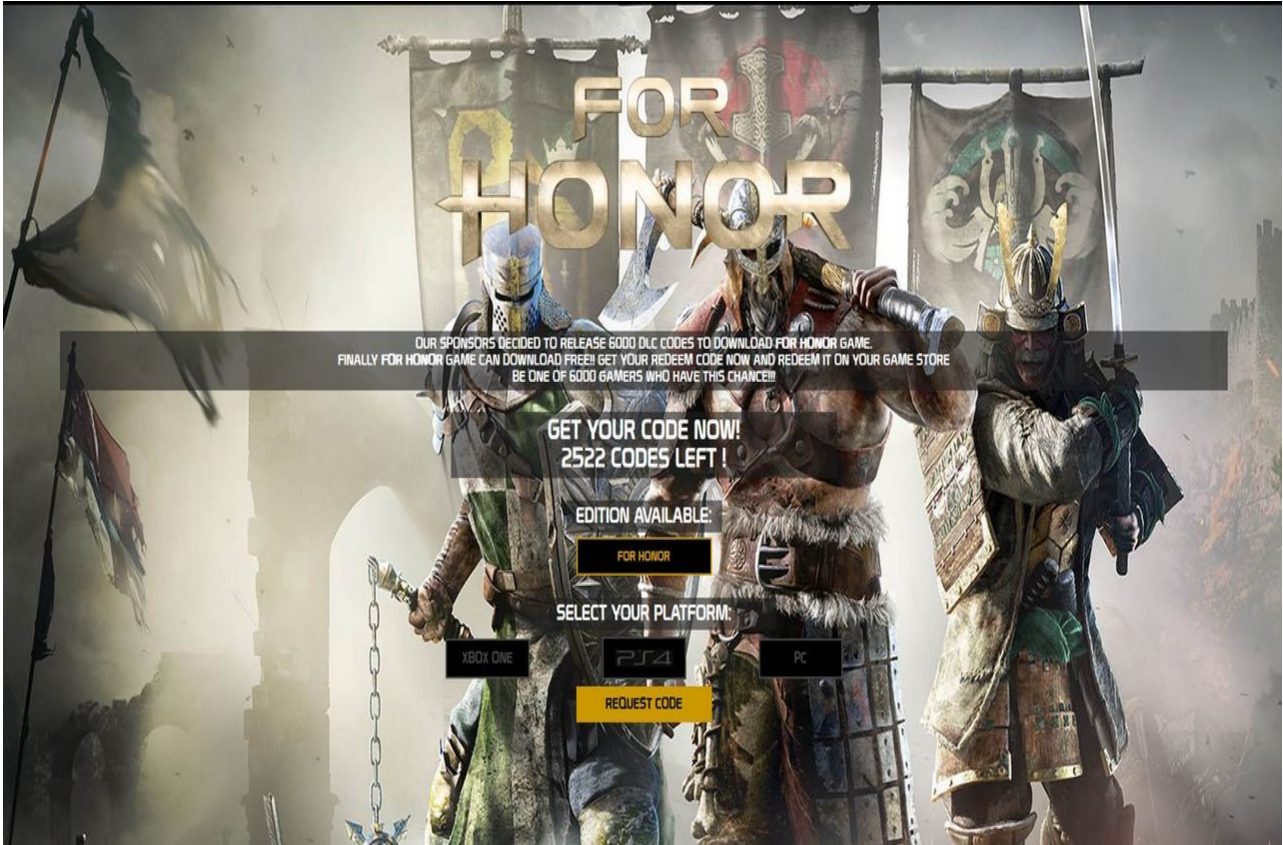 FOR
HONOR
OUR SPONSORS DECIDED TO RELEASE 6000 DLC CODES TO DOWNLOAD FOR HONOR GAME.
FINALLY FOR HONOR GAME CAN DOWNLOAD FREE!! GET YOUR REDEEM CODE NOW AND REDEEM IT ON YOUR GAME STORE
BE ONE OF 6000 GAMERS WHO HAVE THIS CHANCE!!!
GET YOUR CODE NOW!
2522 CODES LEFT !
EDITION AVAILABLE:
FOR HONOR
SELECT YOUR PLATFORM:
XBOX ONE PS4 PC
REQUEST CODE